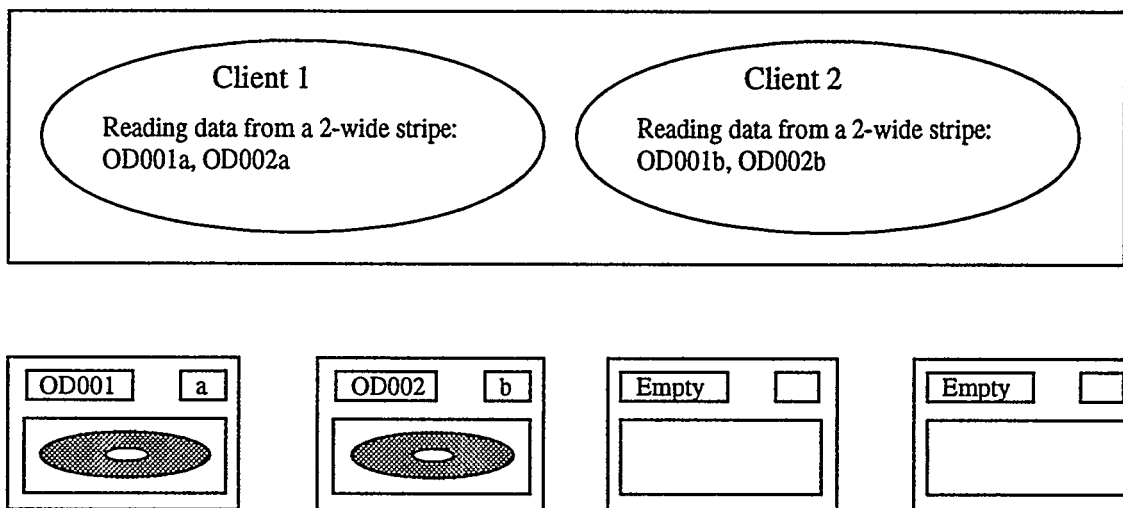 Client 1
Reading data from a 2-wide stripe:
OD001a, OD002a
Client 2
Reading data from a 2-wide stripe:
OD001b, OD002b
OD001 a
OD002 b
Empty
Empty